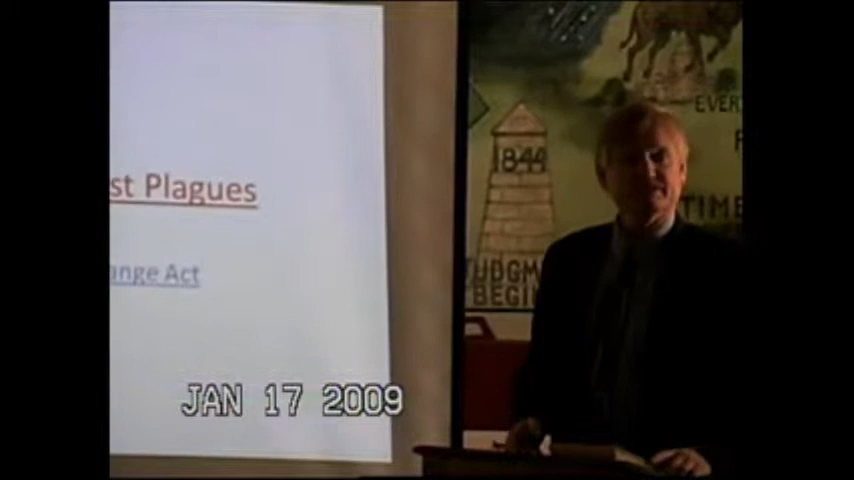 st Plagues
ange Act
JAN 17 2009
1844
JUDGM
BEGIN
EVER
TIME